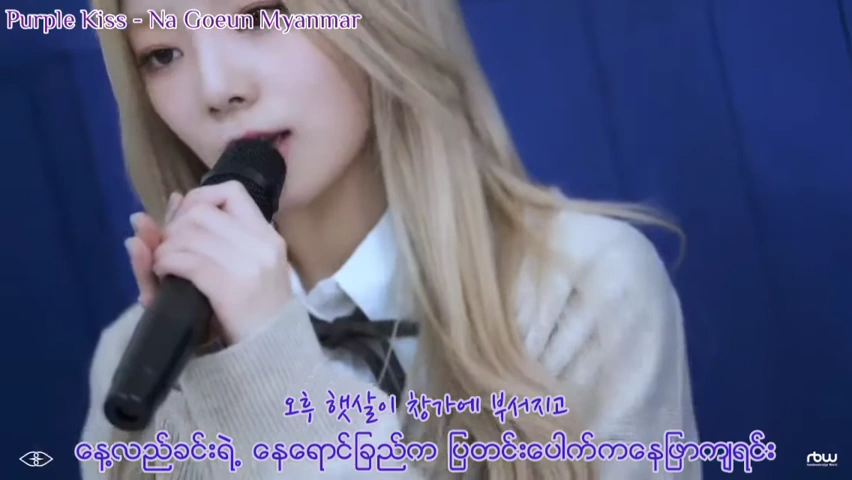 Purple Kiss - Na Goeun Myanmar
오후 햇살이 창가에 부서지고
နေ့လည်ခင်းရဲ့ နေရောင်ခြည်က ပြတင်းပေါက်ကနေဖြာကျရင်း
rbw